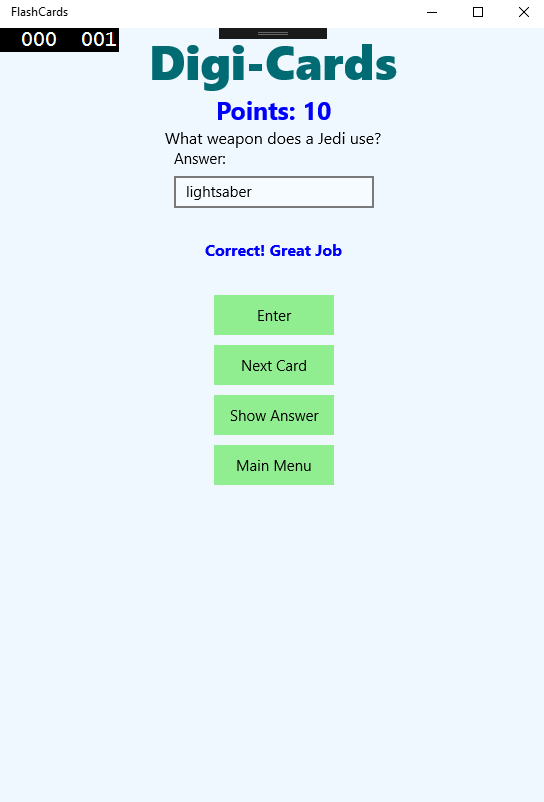 FlashCards
000 001
Digi-Cards
Points: 10
What weapon does a Jedi use?
Answer:
lightsaber
Correct! Great Job
Enter
Next Card
Show Answer
Main Menu